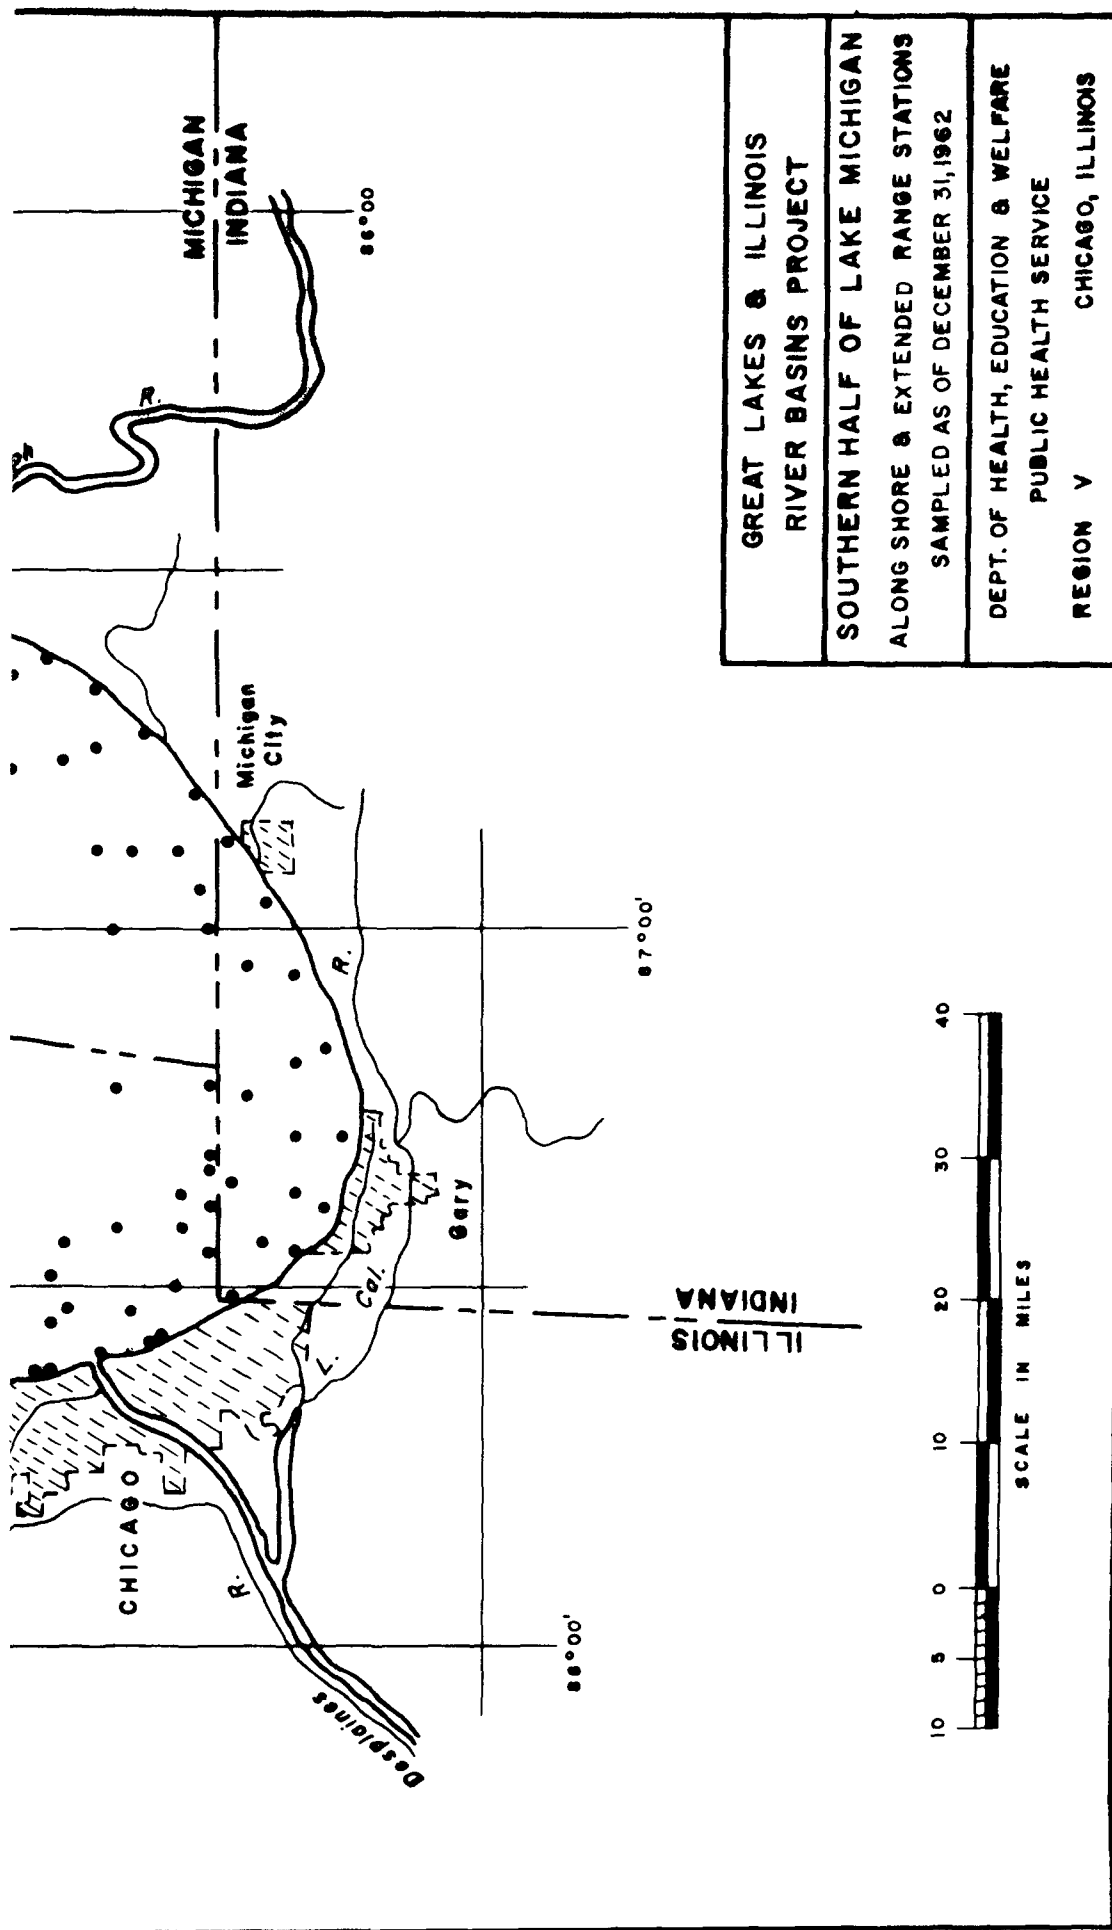 MICHIGAN
INDIANA
86°00
R.
Michigan
City
87°00'
R.
Gary
Cal.
L.
ILLINOIS
INDIANA
CHICAGO
R.
Desplaines
88°00'
10 5 0 10 20 30 40
SCALE IN MILES
GREAT LAKES & ILLINOIS
RIVER BASINS PROJECT
SOUTHERN HALF OF LAKE MICHIGAN
ALONG SHORE & EXTENDED RANGE STATIONS
SAMPLED AS OF DECEMBER 31, 1962
DEPT. OF HEALTH, EDUCATION & WELFARE
PUBLIC HEALTH SERVICE
REGION V CHICAGO, ILLINOIS